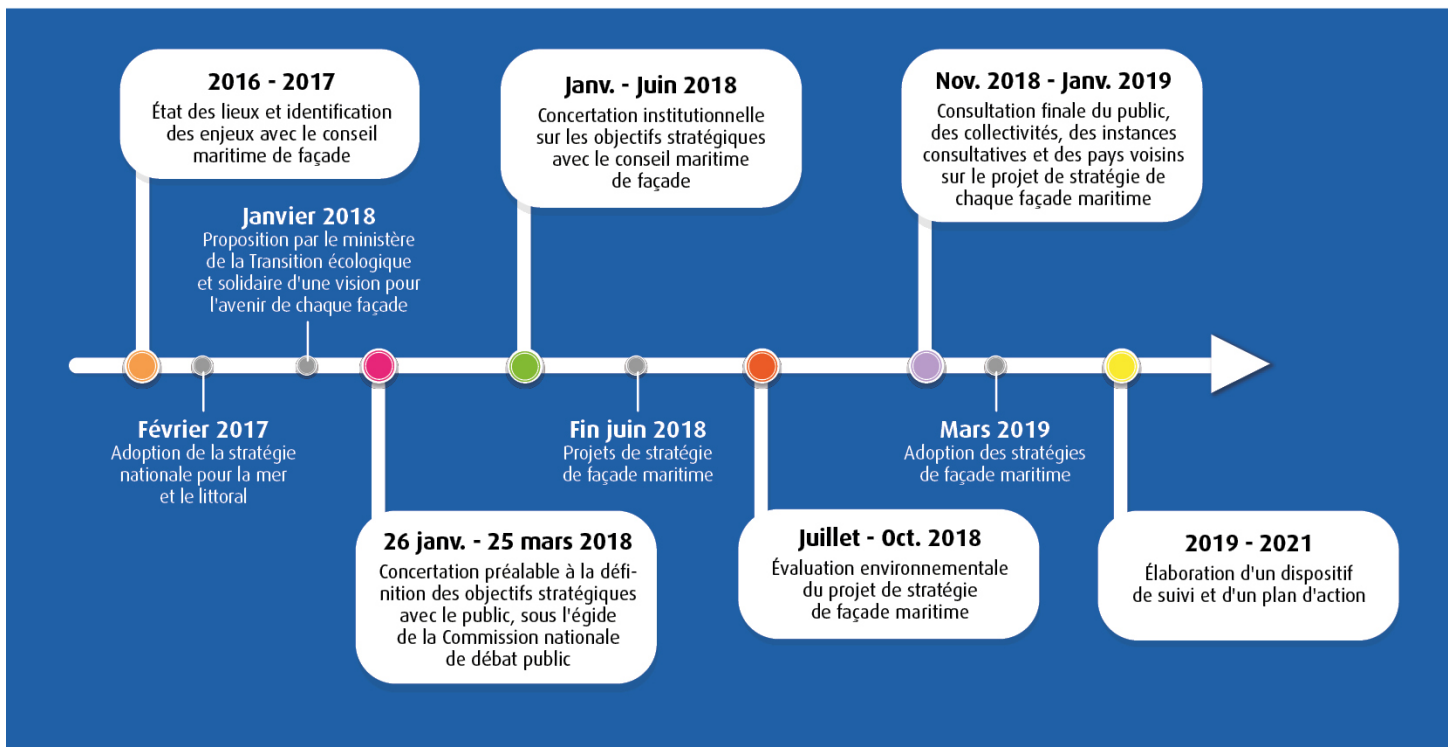 2016 - 2017
État des lieux et identification
des enjeux avec le conseil
maritime de façade
Février 2017
Adoption de la stratégie
nationale pour la mer
et le littoral
Janvier 2018
Proposition par le ministère
de la Transition écologique
et solidaire d'une vision pour
l'avenir de chaque façade
26 janv. - 25 mars 2018
Concertation préalable à la défi-
nition des objectifs stratégiques
avec le public, sous l'égide
de la Commission nationale
de débat public
Janv. - Juin 2018
Concertation institutionnelle
sur les objectifs stratégiques
avec le conseil maritime
de façade
Fin juin 2018
Projets de stratégie
de façade maritime
Juillet - Oct. 2018
Évaluation environnementale
du projet de stratégie
de façade maritime
Nov. 2018 - Janv. 2019
Consultation finale du public,
des collectivités, des instances
consultatives et des pays voisins
sur le projet de stratégie de
chaque façade maritime
Mars 2019
Adoption des stratégies
de façade maritime
2019 - 2021
Élaboration d'un dispositif
de suivi et d'un plan d'action